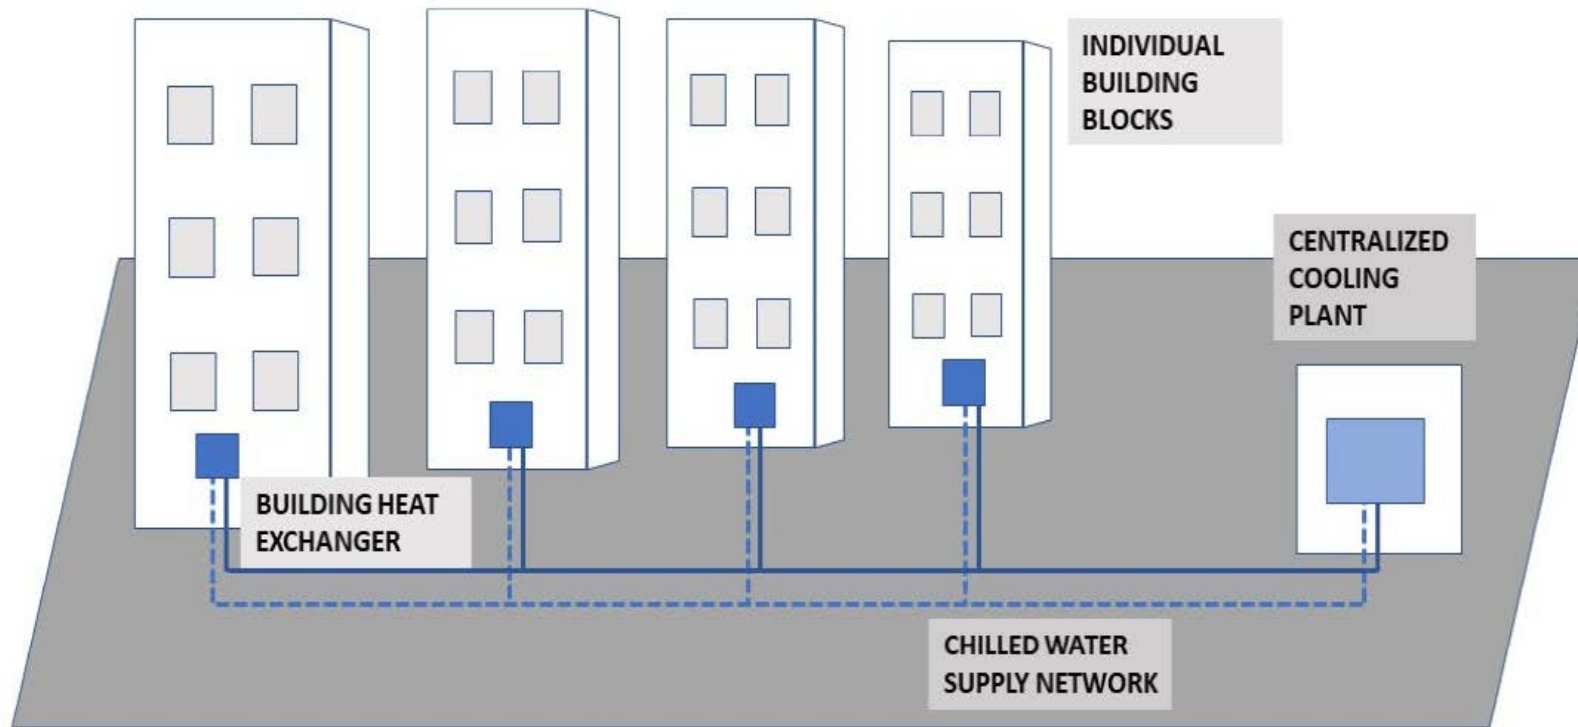 INDIVIDUAL
BUILDING
BLOCKS
CENTRALIZED
COOLING
PLANT
BUILDING HEAT
EXCHANGER
CHILLED WATER
SUPPLY NETWORK